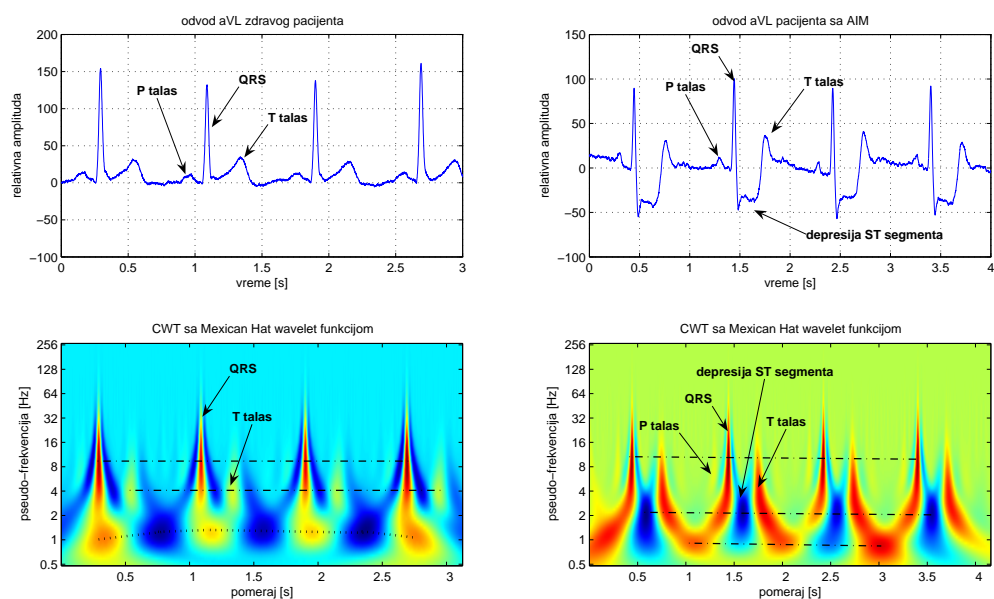 odvod aVL zdravog pacijenta
relativna amplituda
200
150
100
50
0
−50
−100
P talas
QRS
T talas
0 0.5 1 1.5 2 2.5 3
vreme [s]
odvod aVL pacijenta sa AIM
relativna amplituda
150
100
50
0
−50
−100
QRS
P talas
T talas
depresija ST segmenta
0 0.5 1 1.5 2 2.5 3 3.5 4
vreme [s]
CWT sa Mexican Hat wavelet funkcijom
pseudo−frekvencija [Hz]
256
128
64
32
16
8
4
2
1
0.5
QRS
T talas
0.5 1 1.5 2 2.5 3
pomeraj [s]
CWT sa Mexican Hat wavelet funkcijom
pseudo−frekvencija [Hz]
256
128
64
32
16
8
4
2
1
0.5
depresija ST segmenta
QRS
P talas
T talas
0.5 1 1.5 2 2.5 3 3.5 4
pomeraj [s]